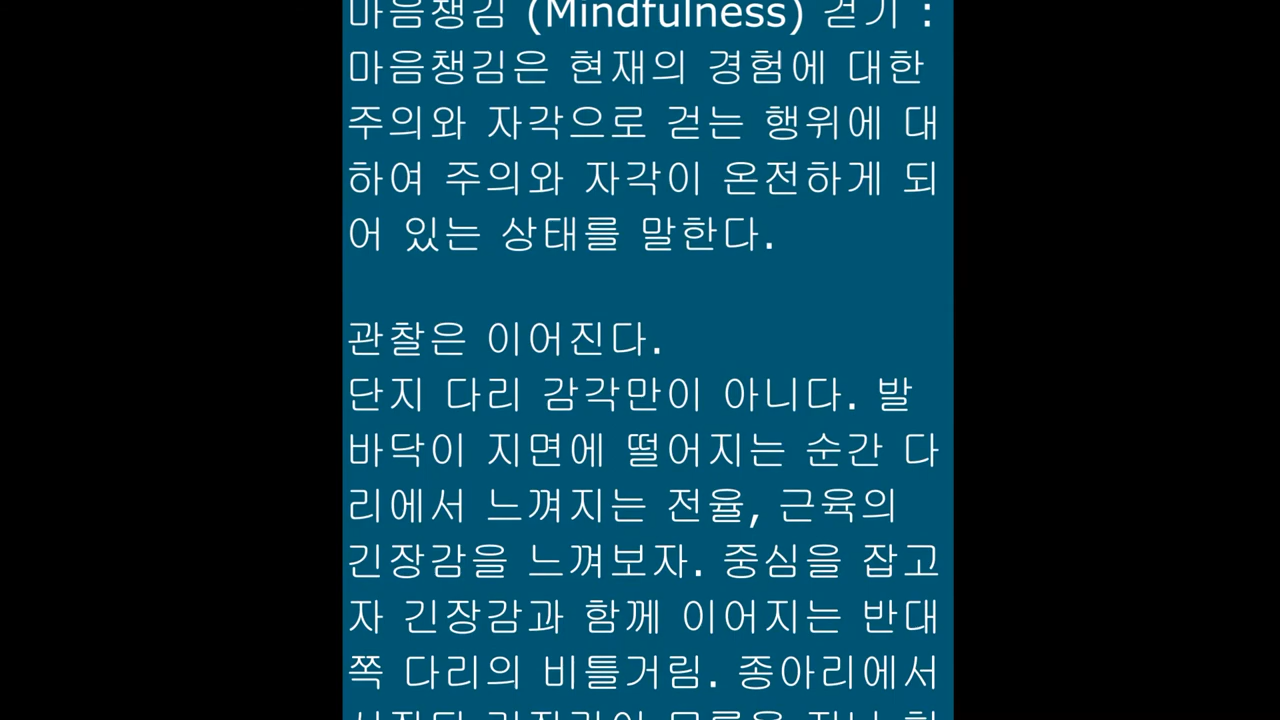 마음챙김 (Mindfulness) 걷기 :
마음챙김은 현재의 경험에 대한
주의와 자각으로 걷는 행위에 대
하여 주의와 자각이 온전하게 되
어 있는 상태를 말한다.
관찰은 이어진다.
단지 다리 감각만이 아니다. 발
바닥이 지면에 떨어지는 순간 다
리에서 느껴지는 전율, 근육의
긴장감을 느껴보자. 중심을 잡고
자 긴장감과 함께 이어지는 반대
쪽 다리의 비틀거림. 종아리에서